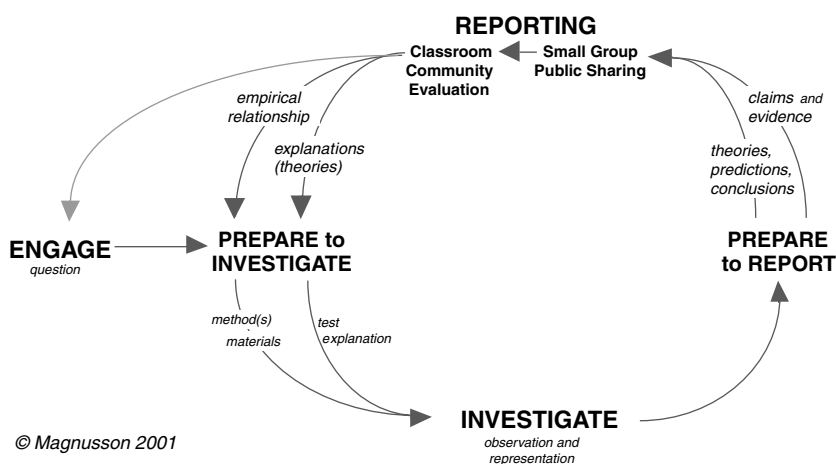 REPORTING
Classroom
Community
Evaluation
Small Group
Public Sharing
empirical
relationship
explanations
(theories)
claims and
evidence
theories,
predictions,
conclusions
ENGAGE
question
PREPARE to
INVESTIGATE
PREPARE
to REPORT
method(s)
materials
test
explanation
INVESTIGATE
observation and
representation
© Magnusson 2001